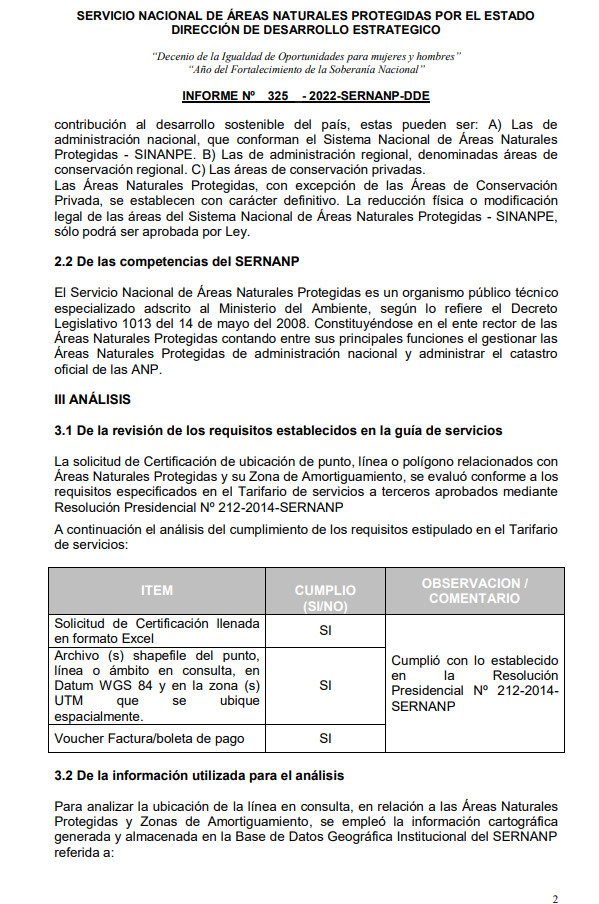 SERVICIO NACIONAL DE ÁREAS NATURALES PROTEGIDAS POR EL ESTADO
DIRECCIÓN DE DESARROLLO ESTRATEGICO
“Decenio de la Igualdad de Oportunidades para mujeres y hombres”
“Año del Fortalecimiento de la Soberanía Nacional”
INFORME Nº 325 - 2022-SERNANP-DDE
contribución al desarrollo sostenible del país, estas pueden ser: A) Las de
administración nacional, que conforman el Sistema Nacional de Áreas Naturales
Protegidas - SINANPE. B) Las de administración regional, denominadas áreas de
conservación regional. C) Las áreas de conservación privadas.
Las Áreas Naturales Protegidas, con excepción de las Áreas de Conservación
Privada, se establecen con carácter definitivo. La reducción física o modificación
legal de las áreas del Sistema Nacional de Áreas Naturales Protegidas - SINANPE,
sólo podrá ser aprobada por Ley.
2.2 De las competencias del SERNANP
El Servicio Nacional de Áreas Naturales Protegidas es un organismo público técnico
especializado adscrito al Ministerio del Ambiente, según lo refiere el Decreto
Legislativo 1013 del 14 de mayo del 2008. Constituyéndose en el ente rector de las
Áreas Naturales Protegidas contando entre sus principales funciones el gestionar las
Áreas Naturales Protegidas de administración nacional y administrar el catastro
oficial de las ANP.
III ANÁLISIS
3.1 De la revisión de los requisitos establecidos en la guía de servicios
La solicitud de Certificación de ubicación de punto, línea o polígono relacionados con
Áreas Naturales Protegidas y su Zona de Amortiguamiento, se evaluó conforme a los
requisitos especificados en el Tarifario de servicios a terceros aprobados mediante
Resolución Presidencial Nº 212-2014-SERNANP
A continuación el análisis del cumplimiento de los requisitos estipulado en el Tarifario
de servicios:
ITEM
CUMPLIO
(SI/NO)
OBSERVACION /
COMENTARIO
Solicitud de Certificación llenada
en formato Excel
SI
Archivo (s) shapefile del punto,
línea o ámbito en consulta, en
Datum WGS 84 y en la zona (s)
UTM que se ubique
espacialmente.
SI
Voucher Factura/boleta de pago
SI
Cumplió con lo establecido
en la Resolución
Presidencial Nº 212-2014-
SERNANP
3.2 De la información utilizada para el análisis
Para analizar la ubicación de la línea en consulta, en relación a las Áreas Naturales
Protegidas y Zonas de Amortiguamiento, se empleó la información cartográfica
generada y almacenada en la Base de Datos Geográfica Institucional del SERNANP
referida a:
2